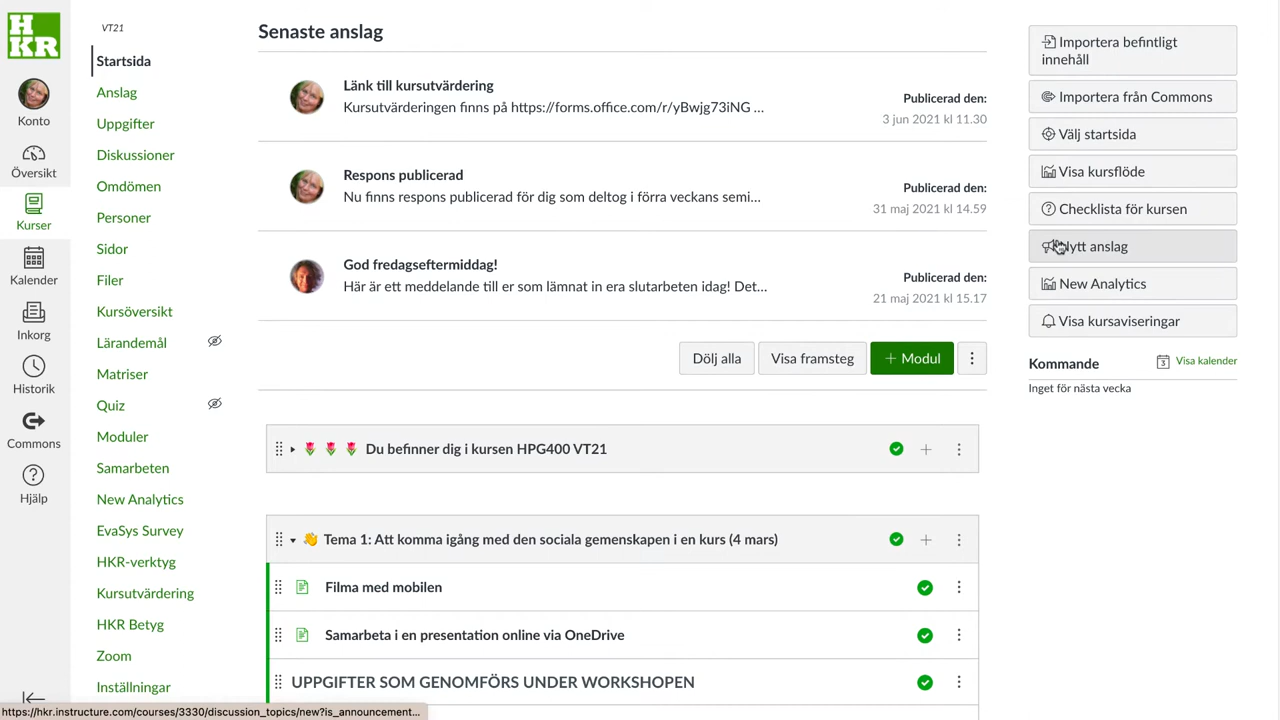 HKR
Konto
Översikt
Kurser
Kalender
Inkorg
Historik
Commons
Hjälp
VT21
Startsida
Anslag
Uppgifter
Diskussioner
Omdömen
Personer
Sidor
Filer
Kursöversikt
Lärandemål
Matriser
Quiz
Moduler
Samarbeten
New Analytics
EvaSys Survey
HKR-verktyg
Kursutvärdering
HKR Betyg
Zoom
Inställningar
Senaste anslag
Länk till kursutvärdering
Kursutvärderingen finns på https://forms.office.com/r/yBwjg73iNG ...
Publicerad den:
3 jun 2021 kl 11.30
Respons publicerad
Nu finns respons publicerad för dig som deltog i förra veckans semi...
Publicerad den:
31 maj 2021 kl 14.59
God fredagseftermiddag!
Här är ett meddelande till er som lämnat in era slutarbeten idag! Det...
Publicerad den:
21 maj 2021 kl 15.17
Dölj alla
Visa framsteg
+ Modul
Du befinner dig i kursen HPG400 VT21
Tema 1: Att komma igång med den sociala gemenskapen i en kurs (4 mars)
Filma med mobilen
Samarbeta i en presentation online via OneDrive
UPPGIFTER SOM GENOMFÖRS UNDER WORKSHOPEN
Importera befintligt
innehåll
Importera från Commons
Välj startsida
Visa kursflöde
Checklista för kursen
Nytt anslag
New Analytics
Visa kursaviseringar
Kommande
Visa kalender
Inget för nästa vecka
https://hkr.instructure.com/courses/3330/discussion_topics/new?is_announcement...